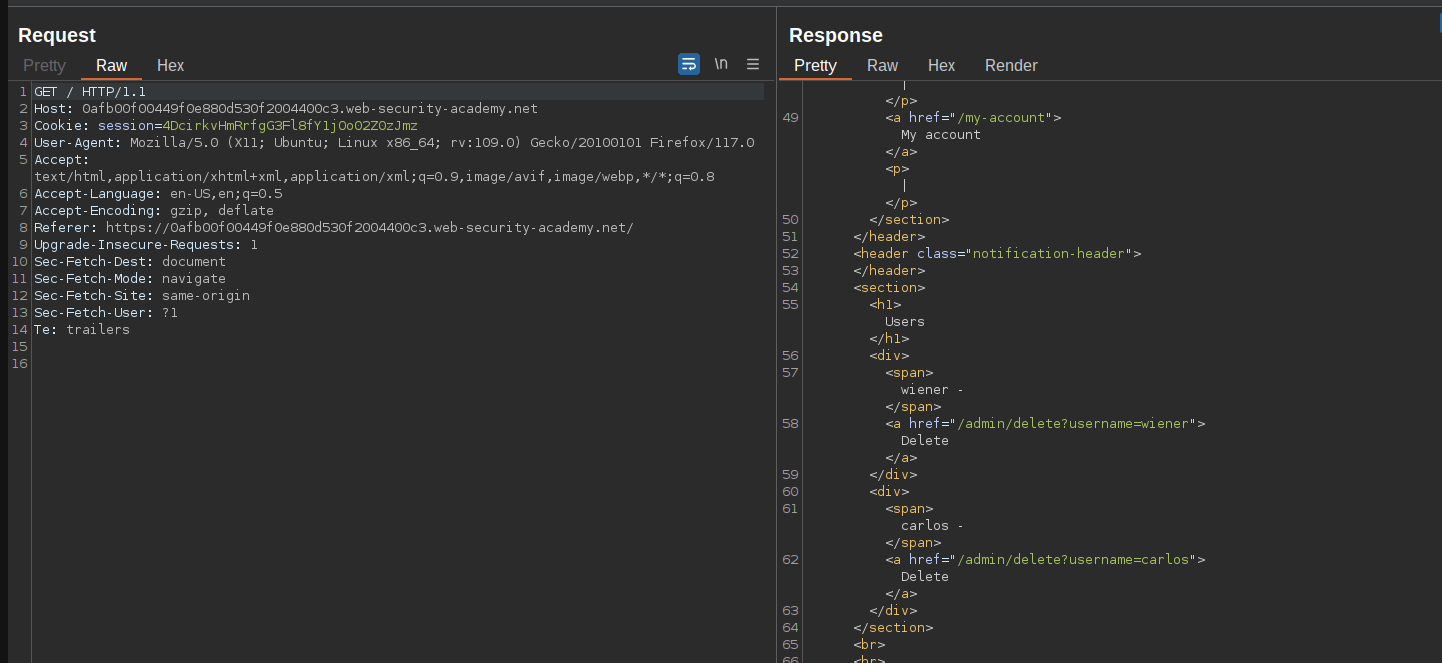 Request
Pretty Raw Hex \n
1 GET / HTTP/1.1
2 Host: 0afb00f00449f0e880d530f2004400c3.web-security-academy.net
3 Cookie: session=4DcirkvHmRrfgG3Fl8fY1jOoO2Z0zJmz
4 User-Agent: Mozilla/5.0 (X11; Ubuntu; Linux x86_64; rv:109.0) Gecko/20100101 Firefox/117.0
5 Accept:
text/html,application/xhtml+xml,application/xml;q=0.9,image/avif,image/webp,*/*;q=0.8
6 Accept-Language: en-US,en;q=0.5
7 Accept-Encoding: gzip, deflate
8 Referer: https://0afb00f00449f0e880d530f2004400c3.web-security-academy.net/
9 Upgrade-Insecure-Requests: 1
10 Sec-Fetch-Dest: document
11 Sec-Fetch-Mode: navigate
12 Sec-Fetch-Site: same-origin
13 Sec-Fetch-User: ?1
14 Te: trailers
15
16
Response
Pretty Raw Hex Render
|
</p>
49 <a href="/my-account">
My account
</a>
<p>
|
</p>
50 </section>
51 </header>
52 <header class="notification-header">
53 </header>
54 <section>
55 <h1>
Users
</h1>
56 <div>
57 <span>
wiener -
</span>
58 <a href="/admin/delete?username=wiener">
Delete
</a>
59 </div>
60 <div>
61 <span>
carlos -
</span>
62 <a href="/admin/delete?username=carlos">
Delete
</a>
63 </div>
64 </section>
65 <br>
66 <hr>